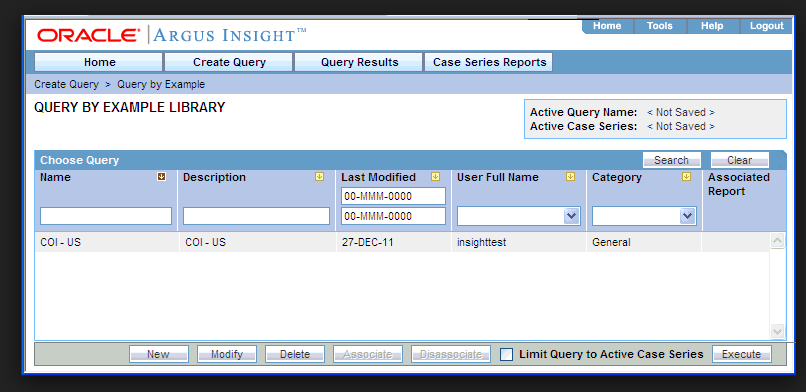 Home Tools Help Logout
ORACLE® | ARGUS INSIGHT™
Home Create Query Query Results Case Series Reports
Create Query > Query by Example
QUERY BY EXAMPLE LIBRARY
Active Query Name: < Not Saved >
Active Case Series: < Not Saved >
Choose Query Search Clear
Name Description Last Modified User Full Name Category Associated Report
00-MMM-0000
00-MMM-0000
COI - US COI - US 27-DEC-11 insighttest General
New Modify Delete Associate Disassociate Limit Query to Active Case Series Execute